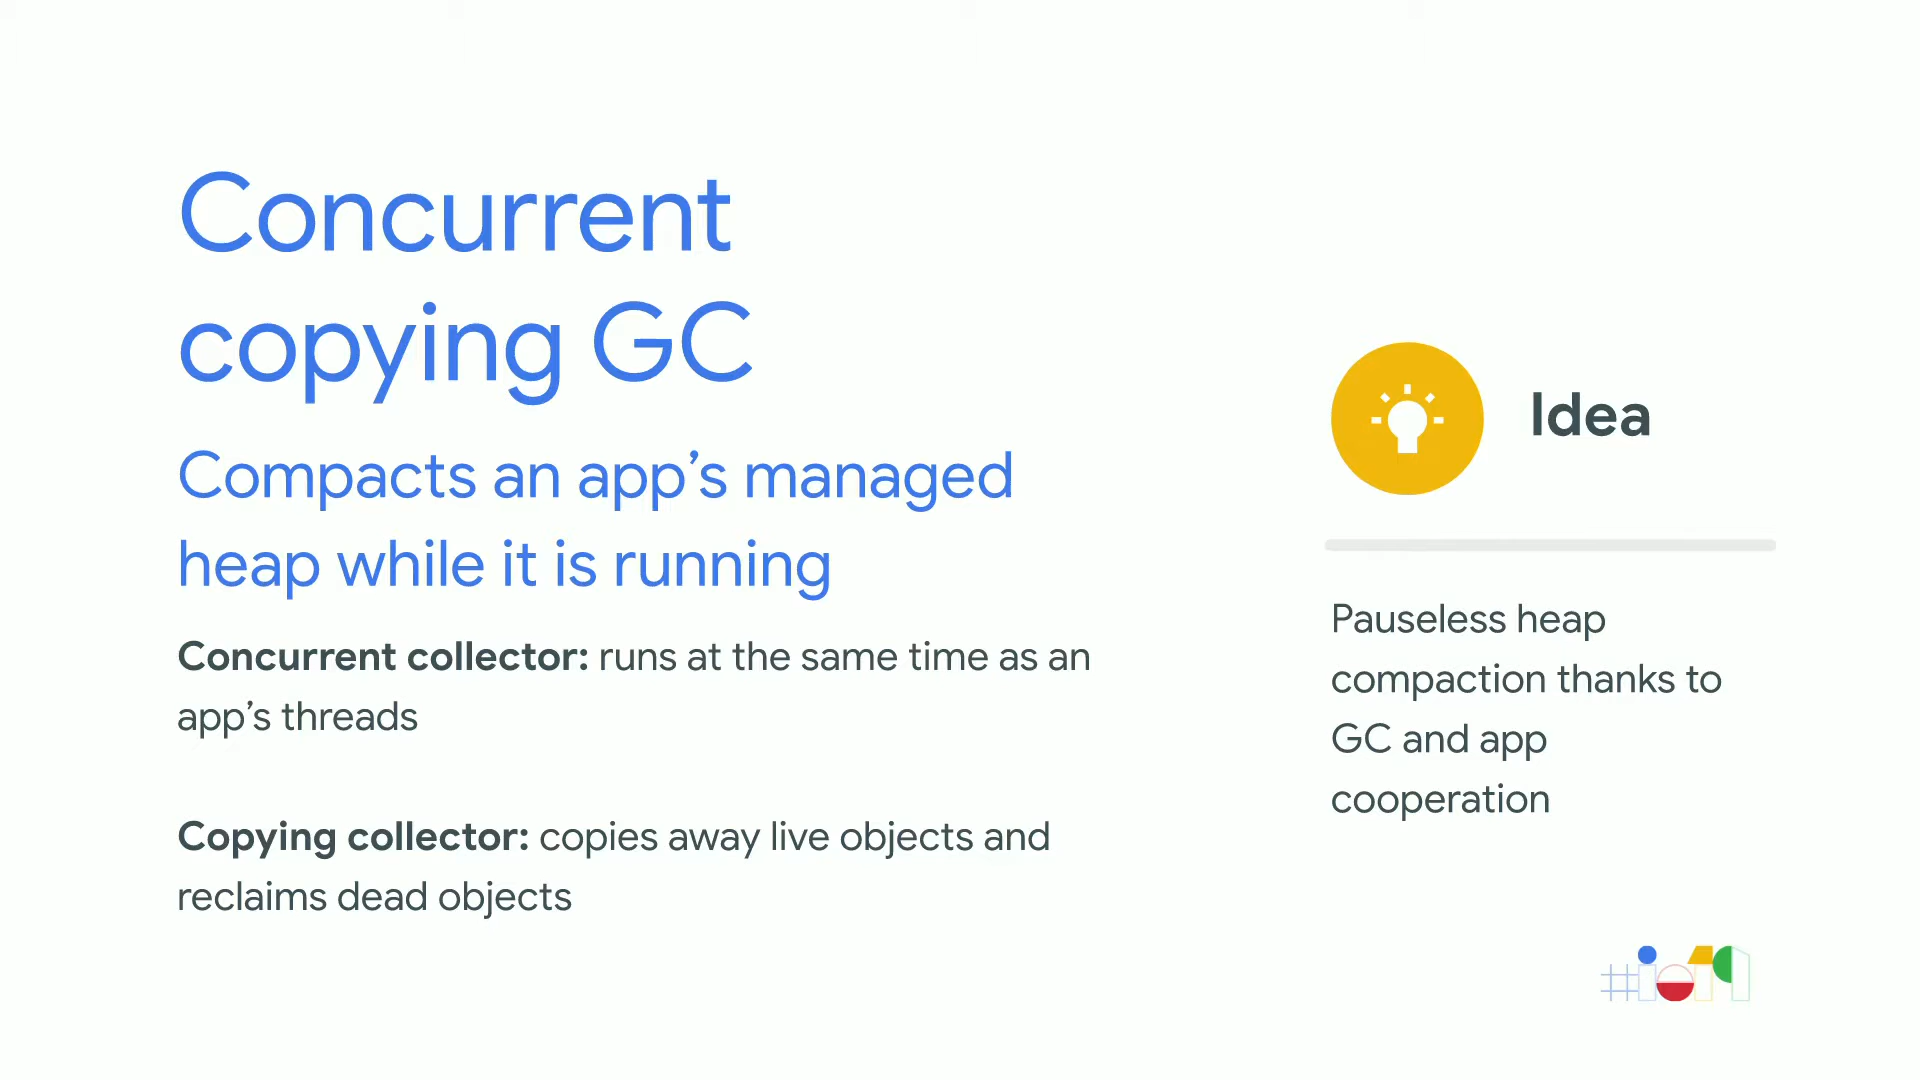 Concurrent
copying GC
Compacts an app’s managed
heap while it is running
Concurrent collector: runs at the same time as an
app’s threads
Copying collector: copies away live objects and
reclaims dead objects
Idea
Pauseless heap
compaction thanks to
GC and app
cooperation
#io19